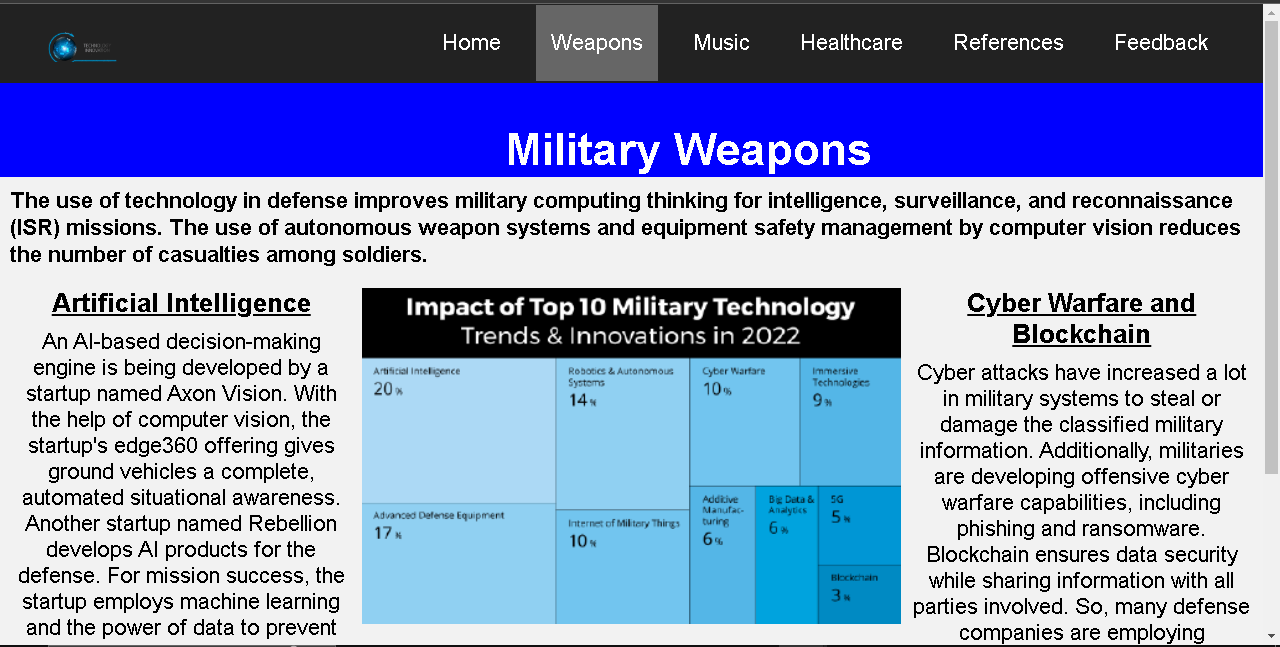 TECHNOLOGY
INNOVATION
Home Weapons Music Healthcare References Feedback
Military Weapons
The use of technology in defense improves military computing thinking for intelligence, surveillance, and reconnaissance
(ISR) missions. The use of autonomous weapon systems and equipment safety management by computer vision reduces
the number of casualties among soldiers.
Artificial Intelligence
An AI-based decision-making
engine is being developed by a
startup named Axon Vision. With
the help of computer vision, the
startup's edge360 offering gives
ground vehicles a complete,
automated situational awareness.
Another startup named Rebellion
develops AI products for the
defense. For mission success, the
startup employs machine learning
and the power of data to prevent
Impact of Top 10 Military Technology
Trends & Innovations in 2022
Artificial Intelligence
20 %
Advanced Defense Equipment
17 %
Robotics & Autonomous
Systems
14 %
Internet of Military Things
10 %
Cyber Warfare
10 %
Immersive
Technologies
9 %
Additive
Manufac-
turing
6 %
Big Data &
Analytics
6 %
5G
5 %
Blockchain
3 %
Cyber Warfare and
Blockchain
Cyber attacks have increased a lot
in military systems to steal or
damage the classified military
information. Additionally, militaries
are developing offensive cyber
warfare capabilities, including
phishing and ransomware.
Blockchain ensures data security
while sharing information with all
parties involved. So, many defense
companies are employing